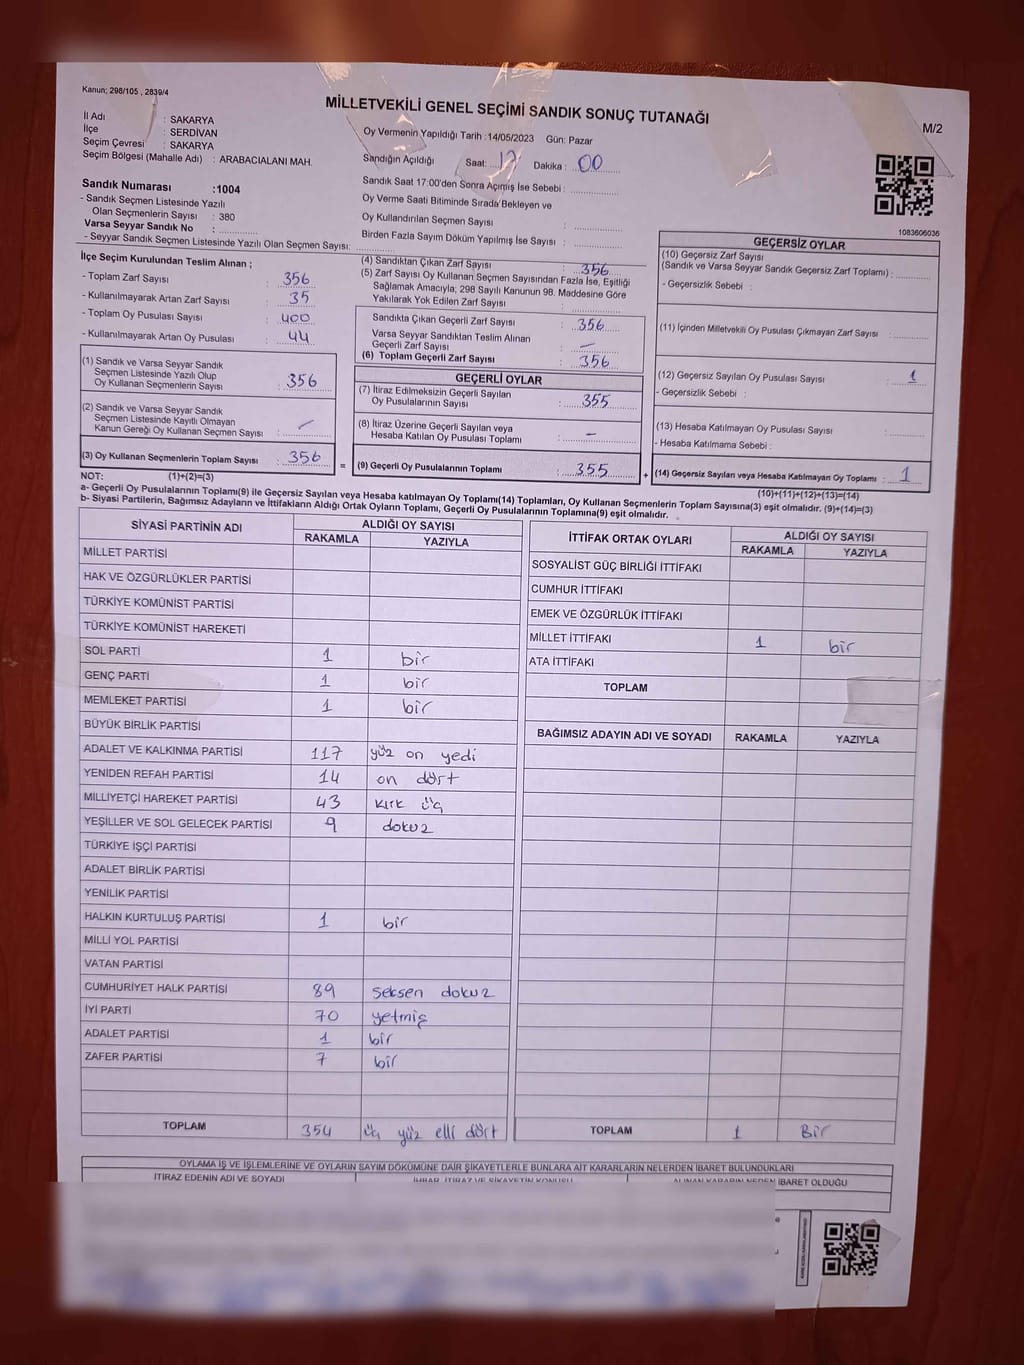 Kanun; 298/105 , 2839/4
MİLLETVEKİLİ GENEL SEÇİMİ SANDIK SONUÇ TUTANAĞI
M/2
İl Adı : SAKARYA
İlçe : SERDİVAN
Seçim Çevresi : SAKARYA
Seçim Bölgesi (Mahalle Adı) : ARABACIALANI MAH.
Oy Vermenin Yapıldığı Tarih :14/05/2023 Gün: Pazar
Sandığın Açıldığı Saat: 17 Dakika : 00
Sandık Saat 17:00'den Sonra Açımış İse Sebebi :
Oy Verme Saati Bitiminde Sırada Bekleyen ve
Oy Kullandırılan Seçmen Sayısı :
Birden Fazla Sayım Döküm Yapılmış İse Sayısı :
Sandık Numarası :1004
- Sandık Seçmen Listesinde Yazılı
Olan Seçmenlerin Sayısı : 380
Varsa Seyyar Sandık No :
- Seyyar Sandık Seçmen Listesinde Yazılı Olan Seçmen Sayısı:
1083606036
İlçe Seçim Kurulundan Teslim Alınan ;
- Toplam Zarf Sayısı : 356
- Kullanılmayarak Artan Zarf Sayısı : 35
- Toplam Oy Pusulası Sayısı : 400
- Kullanılmayarak Artan Oy Pusulası : 44
(1) Sandık ve Varsa Seyyar Sandık
Seçmen Listesinde Yazılı Olup
Oy Kullanan Seçmenlerin Sayısı : 356
(2) Sandık ve Varsa Seyyar Sandık
Seçmen Listesinde Kayıtlı Olmayan
Kanun Gereği Oy Kullanan Seçmen Sayısı : –
(3) Oy Kullanan Seçmenlerin Toplam Sayısı : 356
=
(4) Sandıktan Çıkan Zarf Sayısı : 356
(5) Zarf Sayısı Oy Kullanan Seçmen Sayısından Fazla İse, Eşitliği
Sağlamak Amacıyla; 298 Sayılı Kanunun 98. Maddesine Göre
Yakılarak Yok Edilen Zarf Sayısı :
Sandıkta Çıkan Geçerli Zarf Sayısı : 356
Varsa Seyyar Sandıktan Teslim Alınan
Geçerli Zarf Sayısı : –
(6) Toplam Geçerli Zarf Sayısı : 356
GEÇERLİ OYLAR
(7) İtiraz Edilmeksizin Geçerli Sayılan
Oy Pusulalarının Sayısı : 355
(8) İtiraz Üzerine Geçerli Sayılan veya
Hesaba Katılan Oy Pusulası Toplamı : –
(9) Geçerli Oy Pusulalarının Toplamı : 355
+
GEÇERSİZ OYLAR
(10) Geçersiz Zarf Sayısı
(Sandık ve Varsa Seyyar Sandık Geçersiz Zarf Toplamı) :
- Geçersizlik Sebebi :
(11) İçinden Milletvekili Oy Pusulası Çıkmayan Zarf Sayısı :
(12) Geçersiz Sayılan Oy Pusulası Sayısı : 1
- Geçersizlik Sebebi :
(13) Hesaba Katılmayan Oy Pusulası Sayısı :
- Hesaba Katılmama Sebebi :
(14) Geçersiz Sayılan veya Hesaba Katılmayan Oy Toplamı : 1
NOT: (1)+(2)=(3)
(10)+(11)+(12)+(13)=(14)
a- Geçerli Oy Pusulalarının Toplamı(9) ile Geçersiz Sayılan veya Hesaba katılmayan Oy Toplamı(14) Toplamları, Oy Kullanan Seçmenlerin Toplam Sayısına(3) eşit olmalıdır. (9)+(14)=(3)
b- Siyasi Partilerin, Bağımsız Adayların ve İttifakların Aldığı Ortak Oyların Toplamı, Geçerli Oy Pusulalarının Toplamına(9) eşit olmalıdır.
SİYASİ PARTİNİN ADI ALDIĞI OY SAYISI
RAKAMLA YAZIYLA
MİLLET PARTİSİ
HAK VE ÖZGÜRLÜKLER PARTİSİ
TÜRKİYE KOMÜNİST PARTİSİ
TÜRKİYE KOMÜNİST HAREKETİ
SOL PARTİ 1 bir
GENÇ PARTİ 1 bir
MEMLEKET PARTİSİ 1 bir
BÜYÜK BİRLİK PARTİSİ
ADALET VE KALKINMA PARTİSİ 117 yüz on yedi
YENİDEN REFAH PARTİSİ 14 on dört
MİLLİYETÇİ HAREKET PARTİSİ 43 kırk üç
YEŞİLLER VE SOL GELECEK PARTİSİ 9 dokuz
TÜRKİYE İŞÇİ PARTİSİ
ADALET BİRLİK PARTİSİ
YENİLİK PARTİSİ
HALKIN KURTULUŞ PARTİSİ 1 bir
MİLLİ YOL PARTİSİ
VATAN PARTİSİ
CUMHURİYET HALK PARTİSİ 89 seksen dokuz
İYİ PARTİ 70 yetmiş
ADALET PARTİSİ 1 bir
ZAFER PARTİSİ 7 bir
TOPLAM 354 üç yüz elli dört
İTTİFAK ORTAK OYLARI ALDIĞI OY SAYISI
RAKAMLA YAZIYLA
SOSYALİST GÜÇ BİRLİĞİ İTTİFAKI
CUMHUR İTTİFAKI
EMEK VE ÖZGÜRLÜK İTTİFAKI
MİLLET İTTİFAKI 1 bir
ATA İTTİFAKI
TOPLAM
BAĞIMSIZ ADAYIN ADI VE SOYADI RAKAMLA YAZIYLA
TOPLAM 1 Bir
OYLAMA İŞ VE İŞLEMLERİNE VE OYLARIN SAYIM DÖKÜMÜNE DAİR ŞİKAYETLERLE BUNLARA AİT KARARLARIN NELERDEN İBARET BULUNDUKLARI
İTİRAZ EDENİN ADI VE SOYADI
İHBAR, İTİRAZ VE ŞİKAYETİN KONUSU
ALINAN KARARIN NEDEN İBARET OLDUĞU